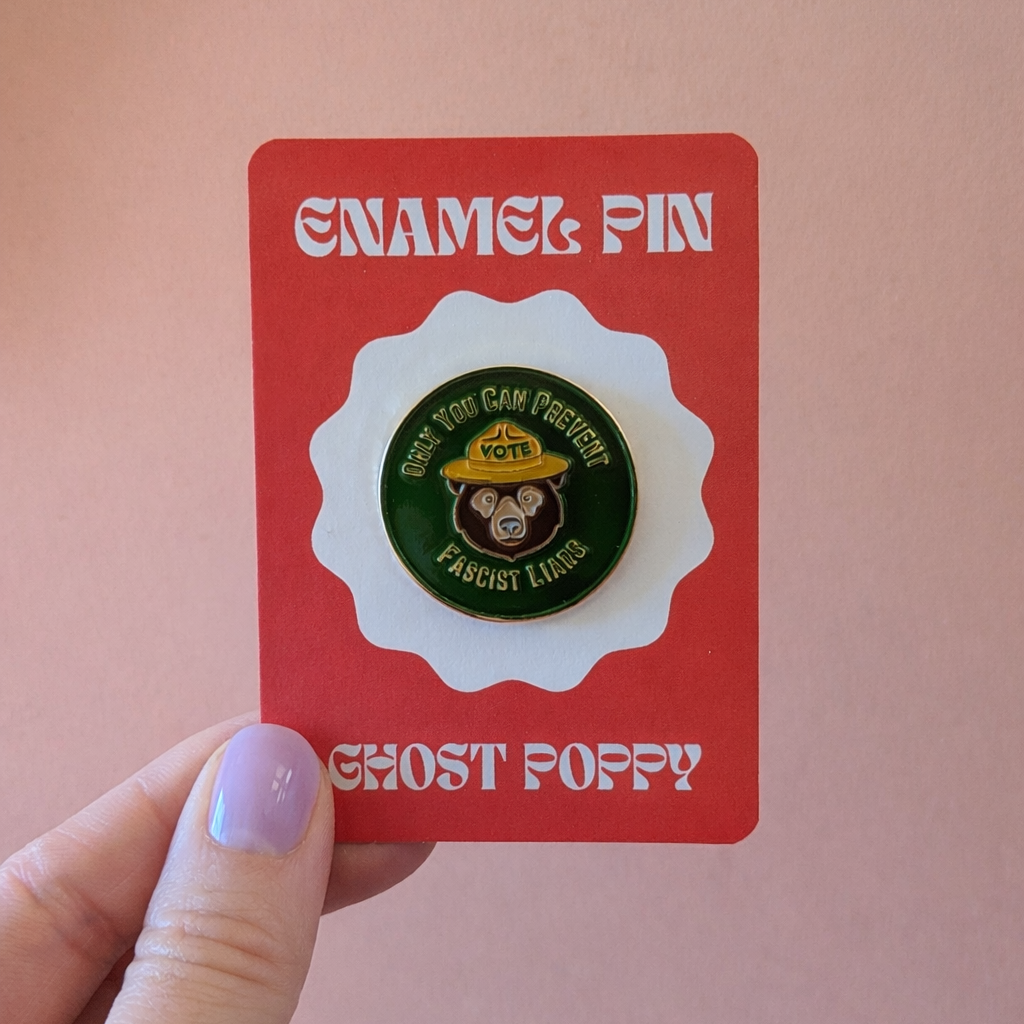 ENAMEL PIN
Only You Can Prevent
VOTE
Fascist Liars
GHOST POPPY